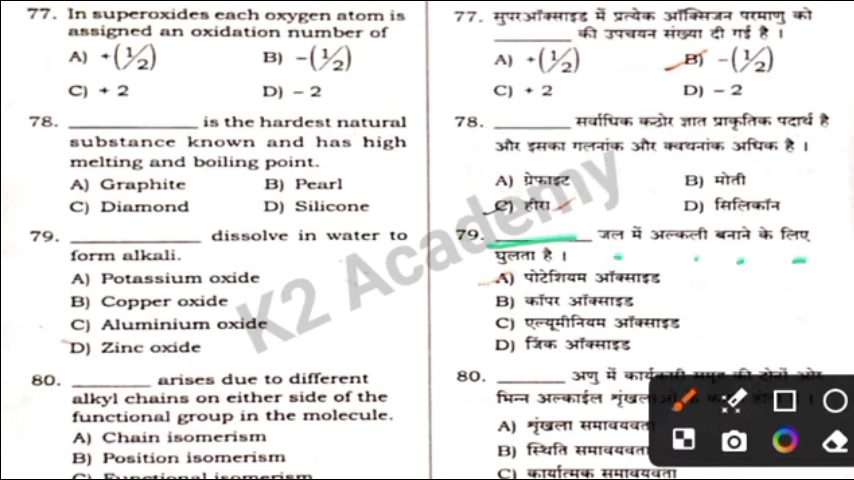 77. In superoxides each oxygen atom is
assigned an oxidation number of
A) +(1/2) B) −(1/2)
C) + 2 D) − 2
78. ____________ is the hardest natural
substance known and has high
melting and boiling point.
A) Graphite B) Pearl
C) Diamond D) Silicone
79. ____________ dissolve in water to
form alkali.
A) Potassium oxide
B) Copper oxide
C) Aluminium oxide
D) Zinc oxide
80. ________ arises due to different
alkyl chains on either side of the
functional group in the molecule.
A) Chain isomerism
B) Position isomerism
C) Functional isomerism
77. सुपरऑक्साइड में प्रत्येक ऑक्सिजन परमाणु को
________ की उपचयन संख्या दी गई है ।
A) +(1/2) B) −(1/2)
C) + 2 D) − 2
78. ________ सर्वाधिक कठोर ज्ञात प्राकृतिक पदार्थ है
और इसका गलनांक और क्वथनांक अधिक है ।
A) ग्रेफाइट B) मोती
C) हीरा D) सिलिकॉन
79. __________ जल में अल्कली बनाने के लिए
घुलता है ।
A) पोटेशियम ऑक्साइड
B) कॉपर ऑक्साइड
C) एल्यूमीनियम ऑक्साइड
D) जिंक ऑक्साइड
80. _______ अणु में कार्यकारी समूह की दोनों ओर
भिन्न अल्काईल
A) शृंखला समावयवता
B) स्थिति समावयवता
C) कार्यात्मक समावयवता
K2 Academy